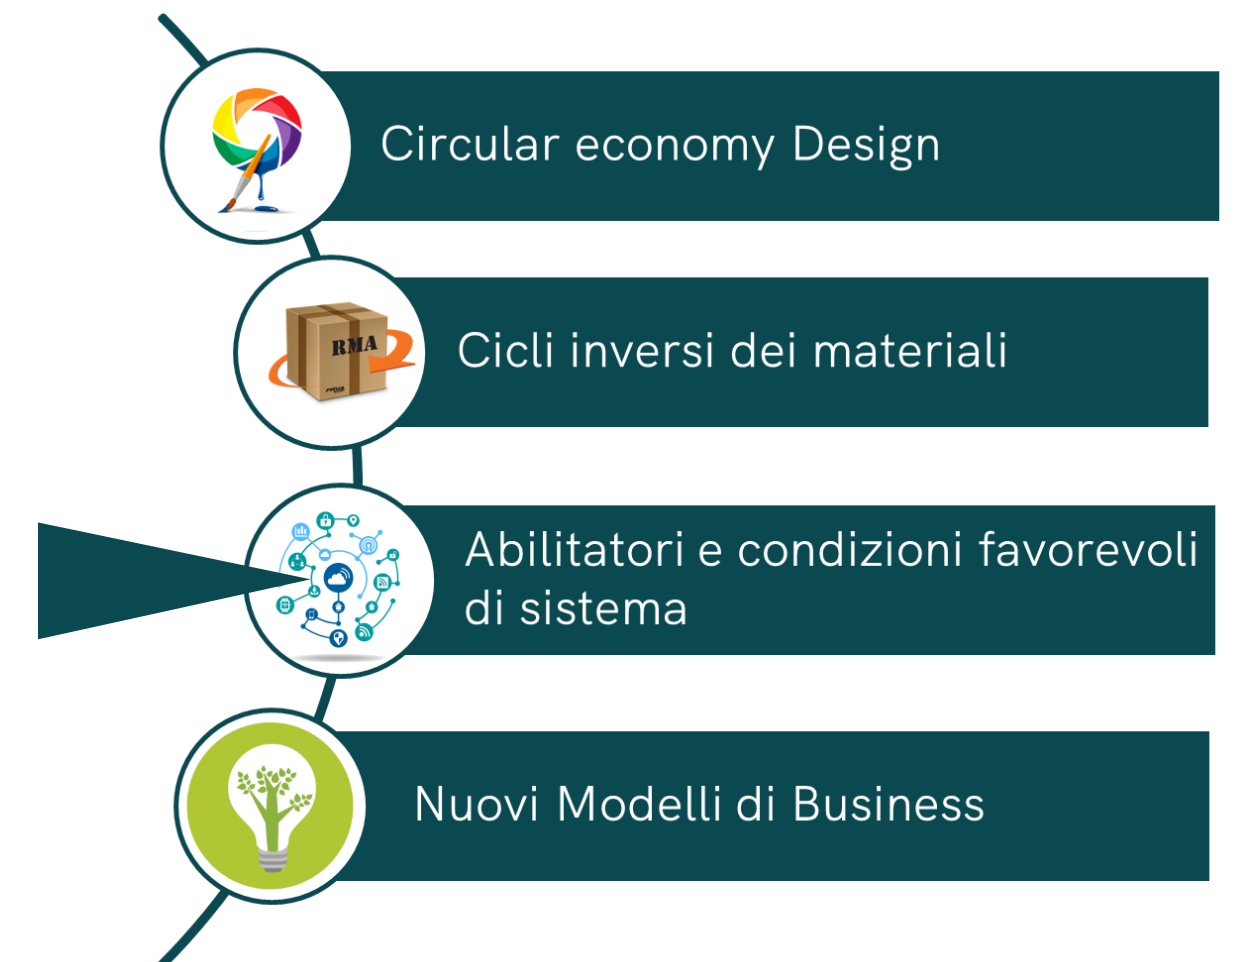 Circular economy Design
RMA
Cicli inversi dei materiali
Abilitatori e condizioni favorevoli
di sistema
Nuovi Modelli di Business